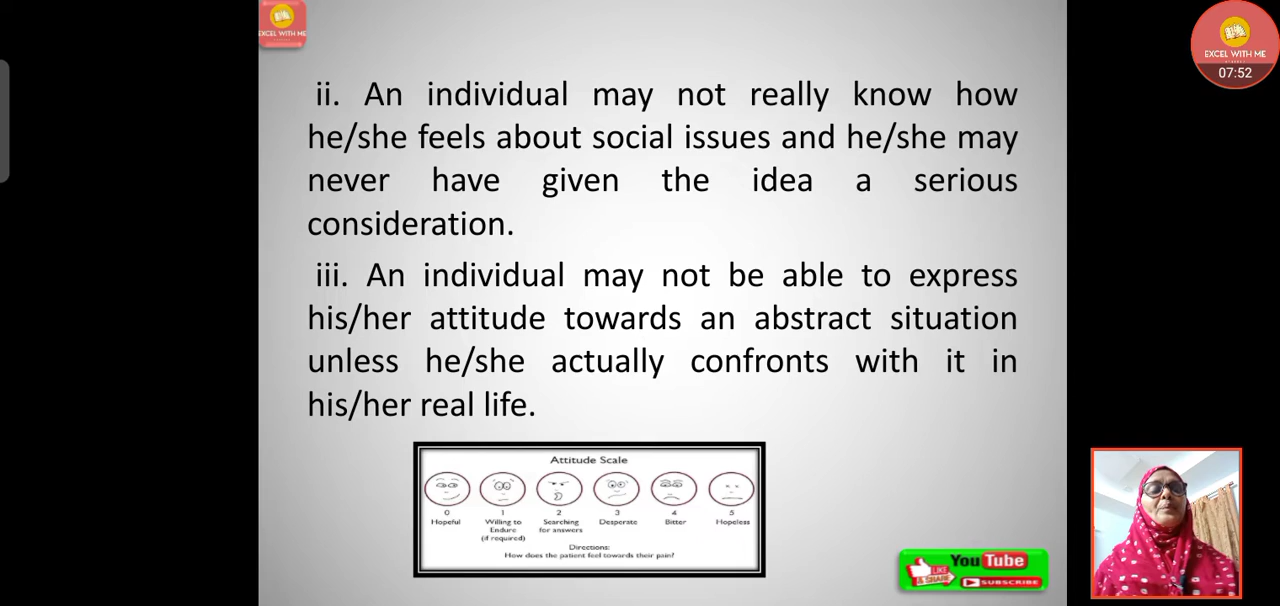 EXCEL WITH ME
EXCEL WITH ME
07:52
ii. An individual may not really know how
he/she feels about social issues and he/she may
never have given the idea a serious
consideration.
iii. An individual may not be able to express
his/her attitude towards an abstract situation
unless he/she actually confronts with it in
his/her real life.
Attitude Scale
0 1 2 3 4 5
Hopeful Willing to Searching Desperate Bitter Hopeless
Endure for answers
(if required)
Directions:
How does the patient feel towards their pain?
YouTube
LIKE
& SHARE
SUBSCRIBE